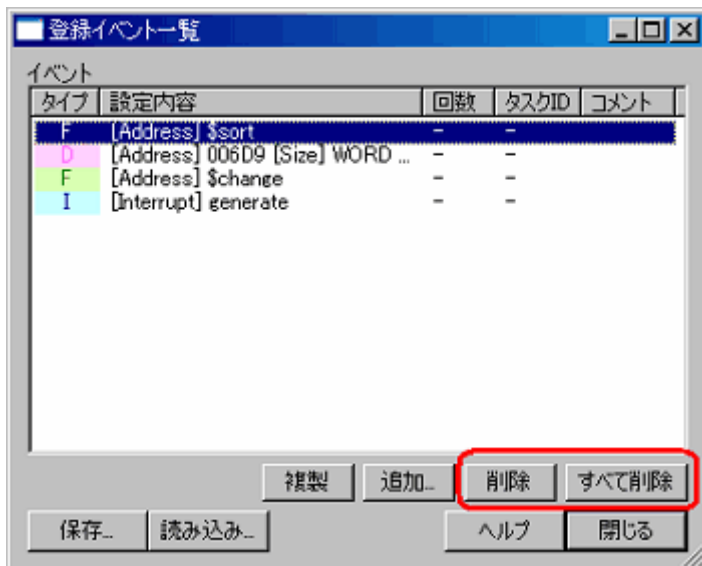 登録イベント一覧
イベント
タイプ 設定内容 回数 タスクID コメント
F [Address] $sort - -
D [Address] 006D9 [Size] WORD ... - -
F [Address] $change - -
I [Interrupt] generate - -
複製 追加... 削除 すべて削除
保存... 読み込み... ヘルプ 閉じる